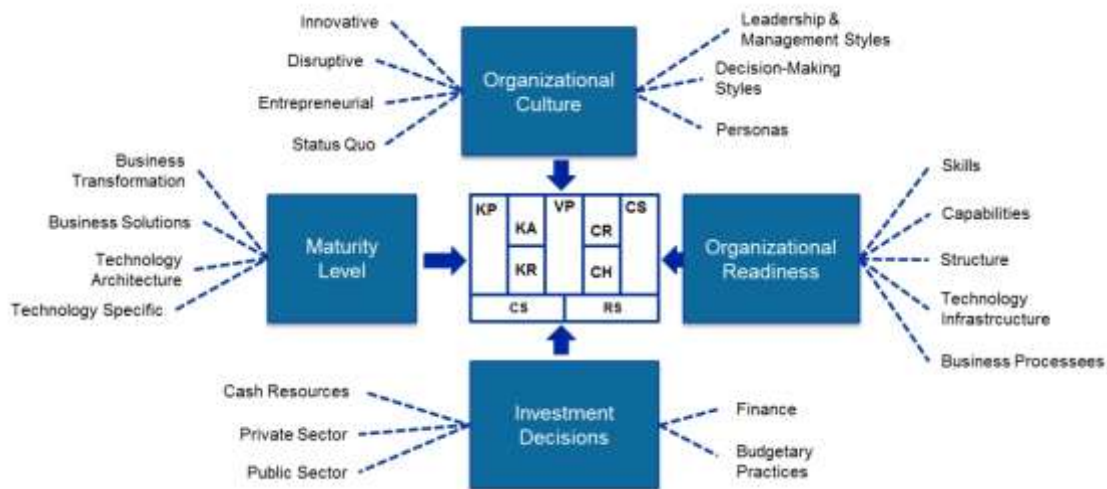 Innovative
Disruptive
Entrepreneurial
Status Quo
Organizational
Culture
Leadership &
Management Styles
Decision-Making
Styles
Personas
Business
Transformation
Business Solutions
Technology
Architecture
Technology Specific
Maturity
Level
KP
KA
KR
VP
CR
CH
CS
CS
RS
Organizational
Readiness
Skills
Capabilities
Structure
Technology
Infrastrcucture
Business Processees
Cash Resources
Private Sector
Public Sector
Investment
Decisions
Finance
Budgetary
Practices